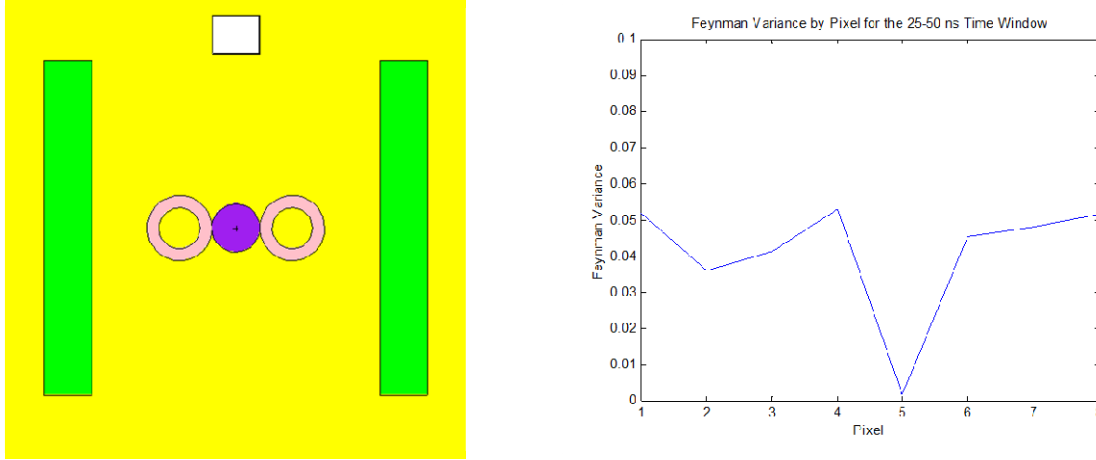 Feynman Variance by Pixel for the 25-50 ns Time Window
0.1
0.09
0.08
0.07
0.06
0.05
0.04
0.03
0.02
0.01
0
Feynman Variance
1 2 3 4 5 6 7 8
Pixel